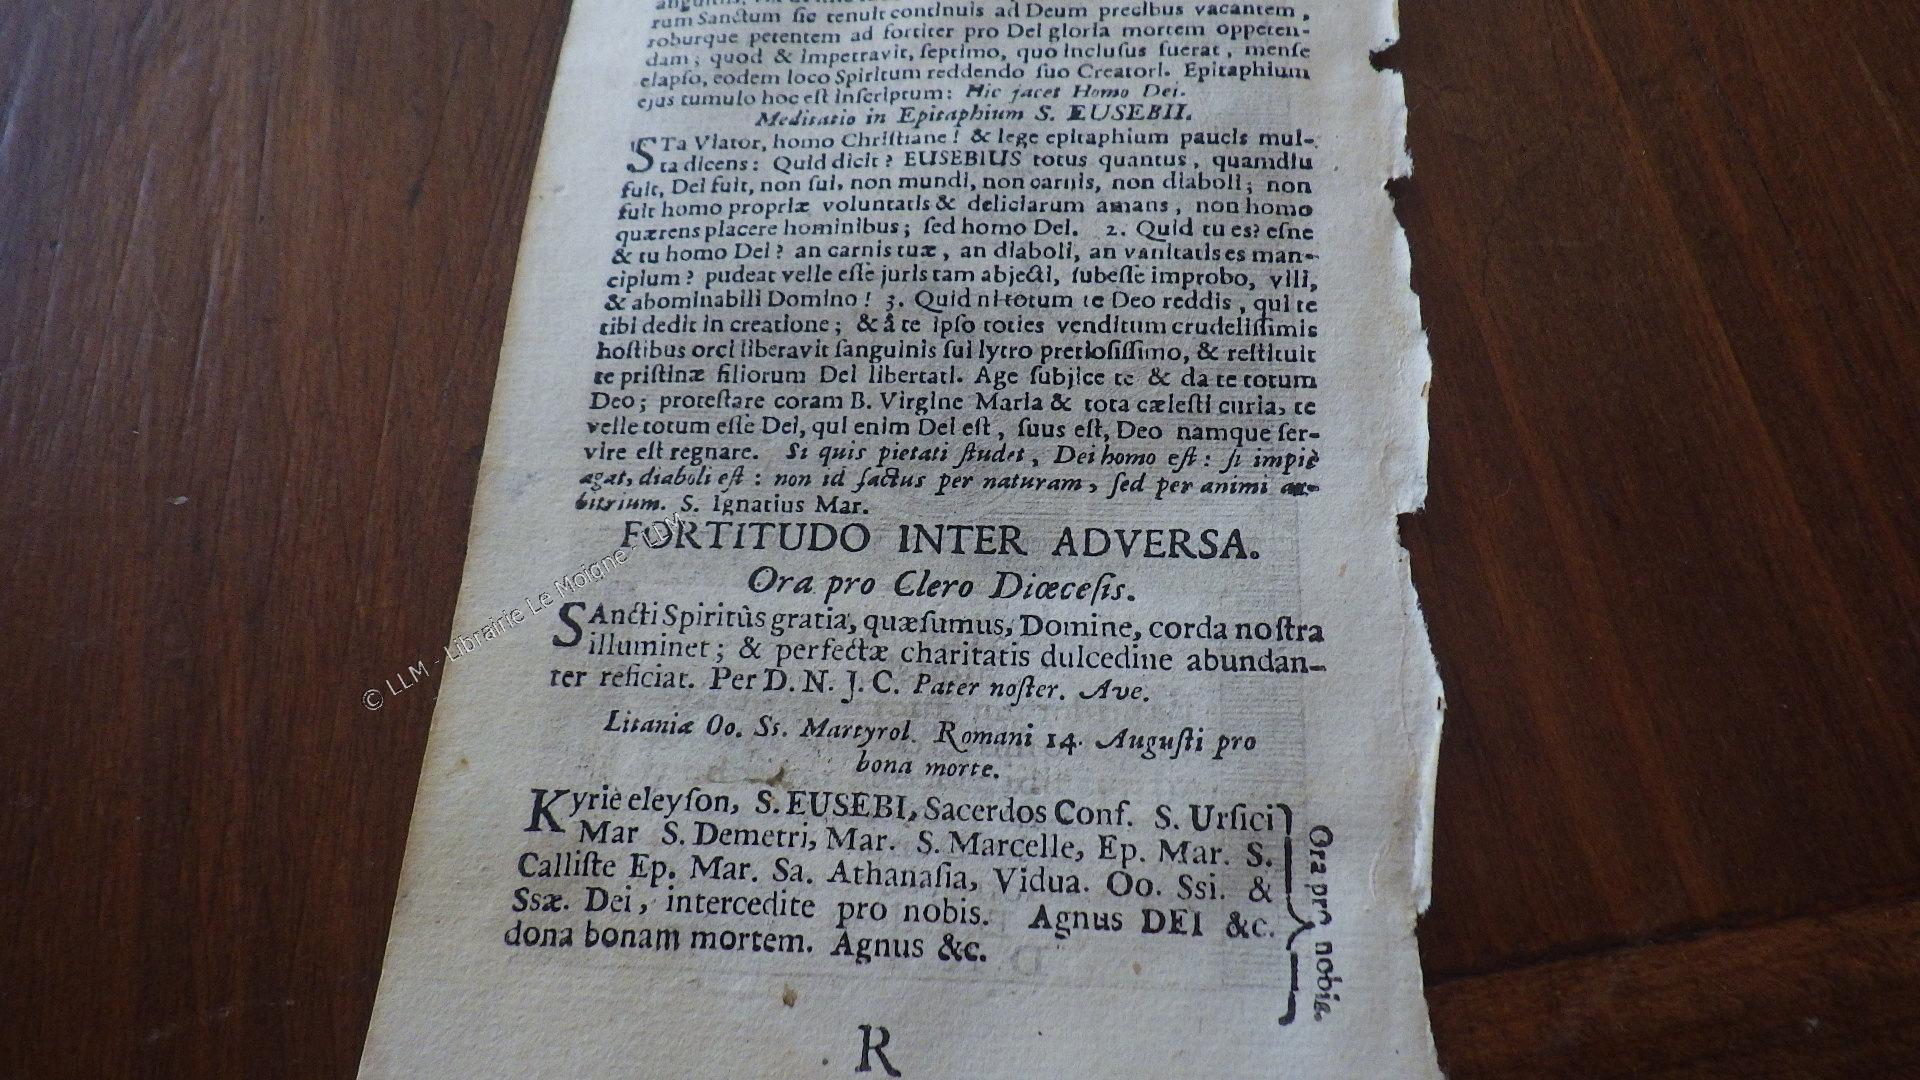 rum Sanctum sic tenuit continuis ad Deum precibus vacantem,
roburque petentem ad fortiter pro Dei gloria mortem oppeten-
dam; quod & impetravit, ſeptimo, quo incluſus fuerat, menſe
elapſo, eodem loco Spiritum reddendo ſuo Creatori. Epitaphium
ejus tumulo hoc eſt inſcriptum: Hic jacet Homo Dei.
Meditatio in Epitaphium S. EUSEBII.
STa Viator, homo Chriſtiane! & lege epitaphium paucis mul-
ta dicens: Quid dicit? EUSEBIUS totus quantus, quamdiu
fuit, Dei fuit, non ſui, non mundi, non carnis, non diaboli; non
fuit homo propriæ voluntatis & deliciarum amans, non homo
quærens placere hominibus; ſed homo Dei. 2. Quid tu es? eſne
& tu homo Dei? an carnis tuæ, an diaboli, an vanitatis es man-
cipium? pudeat velle eſſe juris tam abjecti, ſubeſſe improbo, vili,
& abominabili Domino! 3. Quid ni totum te Deo reddis, qui te
tibi dedit in creatione; & â te ipſo toties venditum crudeliſſimis
hoſtibus orci liberavit ſanguinis ſui lytro pretioſiſſimo, & reſtituit
te priſtinæ filiorum Dei libertati. Age ſubjice te & da te totum
Deo; proteſtare coram B. Virgine Maria & tota cæleſti curia, te
velle totum eſſe Dei, qui enim Dei eſt, ſuus eſt, Deo namque ſer-
vire eſt regnare. Si quis pietati ſtudet, Dei homo eſt: ſi impiè
agat, diaboli eſt: non id factus per naturam, ſed per animi ar-
bitrium. S. Ignatius Mar.
FORTITUDO INTER ADVERSA.
Ora pro Clero Diœceſis.
SAncti Spiritûs gratia, quæſumus, Domine, corda noſtra
illuminet; & perfectæ charitatis dulcedine abundan-
ter reficiat. Per D. N. J. C. Pater noſter. Ave.
Litaniæ Oo. Ss. Martyrol. Romani 14. Auguſti pro
bona morte.
Kyrie eleyſon, S. EUSEBI, Sacerdos Conf. S. Urſici
Mar S. Demetri, Mar. S. Marcelle, Ep. Mar. S.
Calliſte Ep. Mar. Sa. Athanaſia, Vidua. Oo. Ssi. &
Ssæ. Dei, intercedite pro nobis. Agnus DEI &c.
dona bonam mortem. Agnus &c.
Ora pro nobis.
R
© LLM - Librairie Le Moigne - LLM